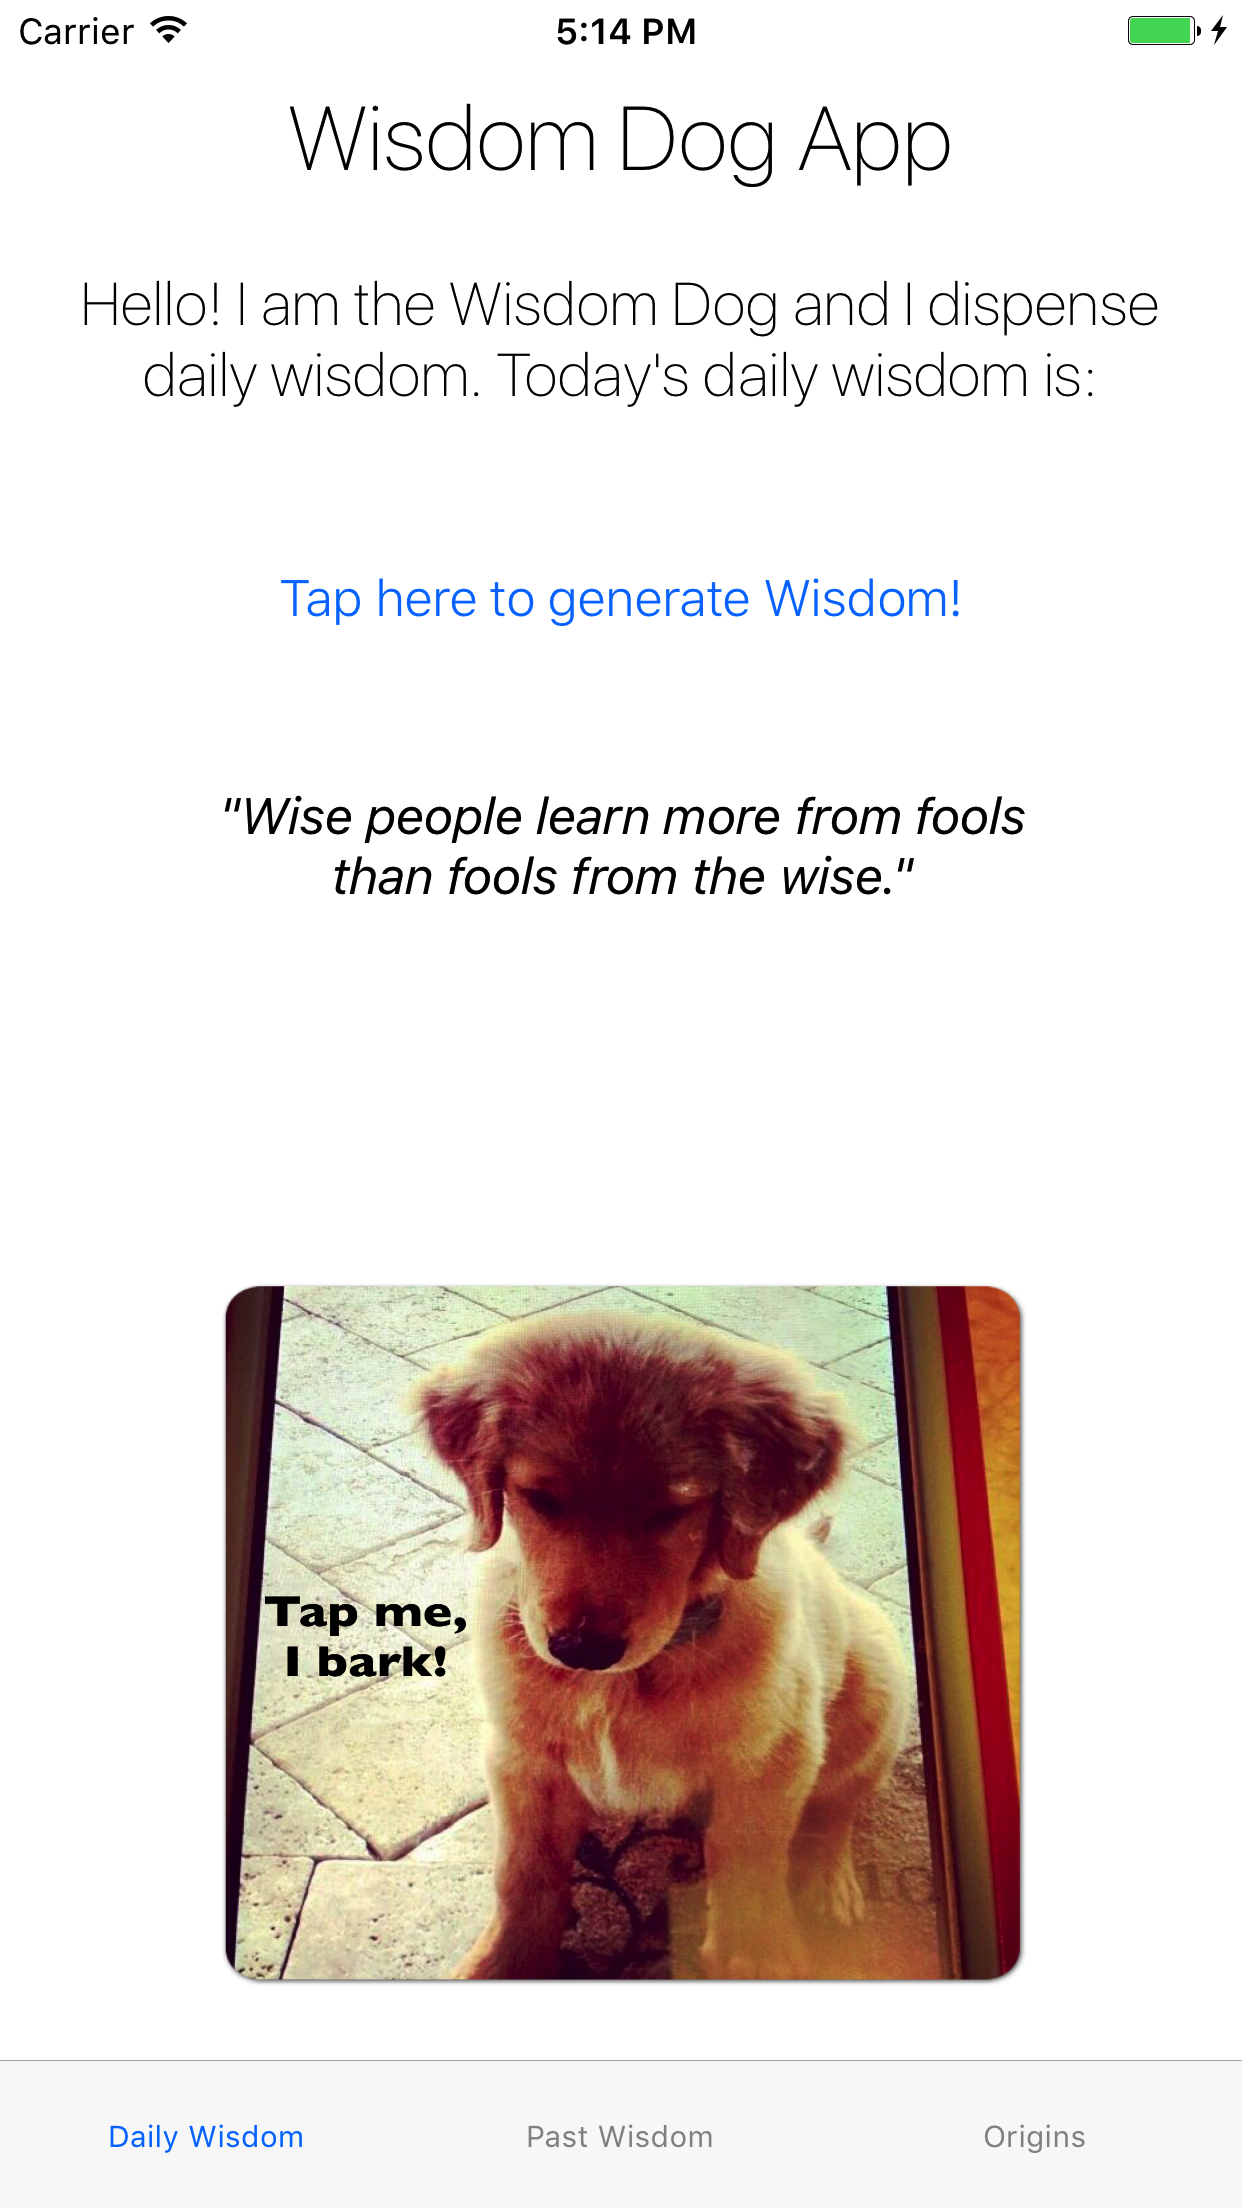 Carrier 5:14 PM
Wisdom Dog App
Hello! I am the Wisdom Dog and I dispense
daily wisdom. Today's daily wisdom is:
Tap here to generate Wisdom!
"Wise people learn more from fools
than fools from the wise."
Tap me,
I bark!
Daily Wisdom Past Wisdom Origins